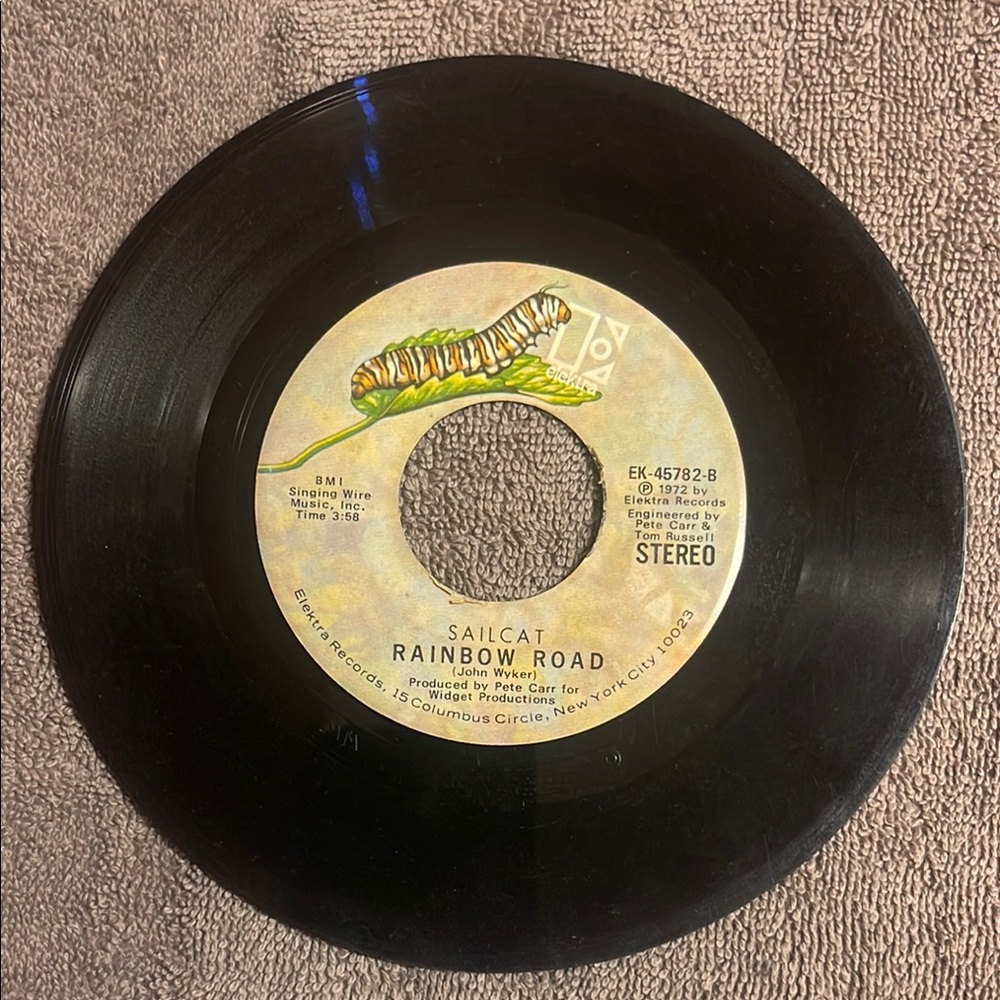 elektra
BMI
Singing Wire
Music, Inc.
Time 3:58
EK-45782-B
Ⓟ 1972 by
Elektra Records
Engineered by
Pete Carr &
Tom Russell
STEREO
SAILCAT
RAINBOW ROAD
(John Wyker)
Produced by Pete Carr for
Widget Productions
Elektra Records, 15 Columbus Circle, New York City 10023